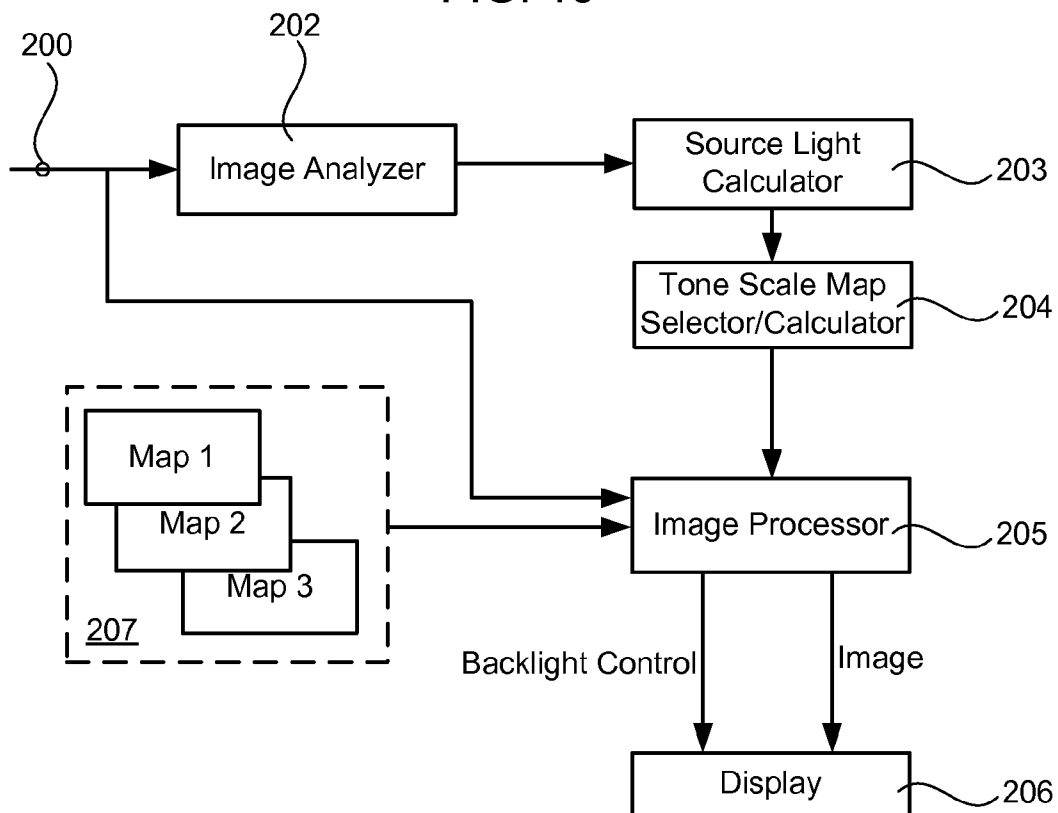 200
202
Image Analyzer
Source Light
Calculator
203
Tone Scale Map
Selector/Calculator
204
Map 1
Map 2
Map 3
207
Image Processor
205
Backlight Control
Image
Display
206